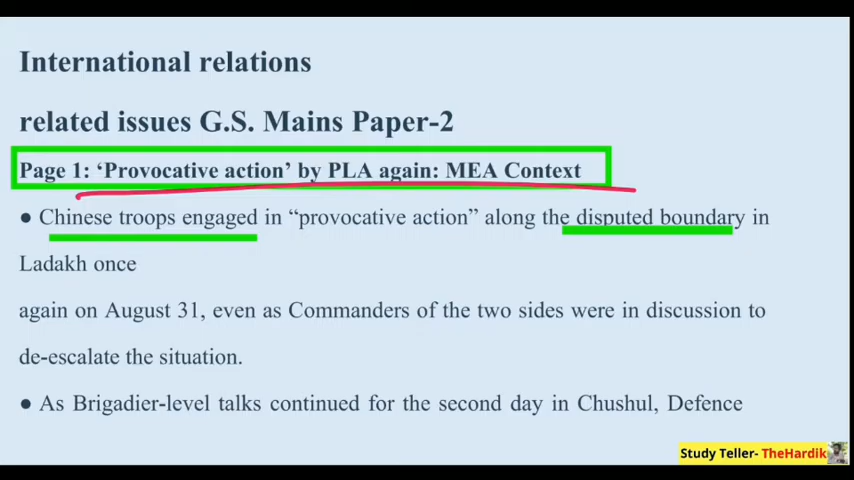 International relations
related issues G.S. Mains Paper-2
Page 1: ‘Provocative action’ by PLA again: MEA Context
● Chinese troops engaged in “provocative action” along the disputed boundary in
Ladakh once
again on August 31, even as Commanders of the two sides were in discussion to
de-escalate the situation.
● As Brigadier-level talks continued for the second day in Chushul, Defence
Study Teller- TheHardik